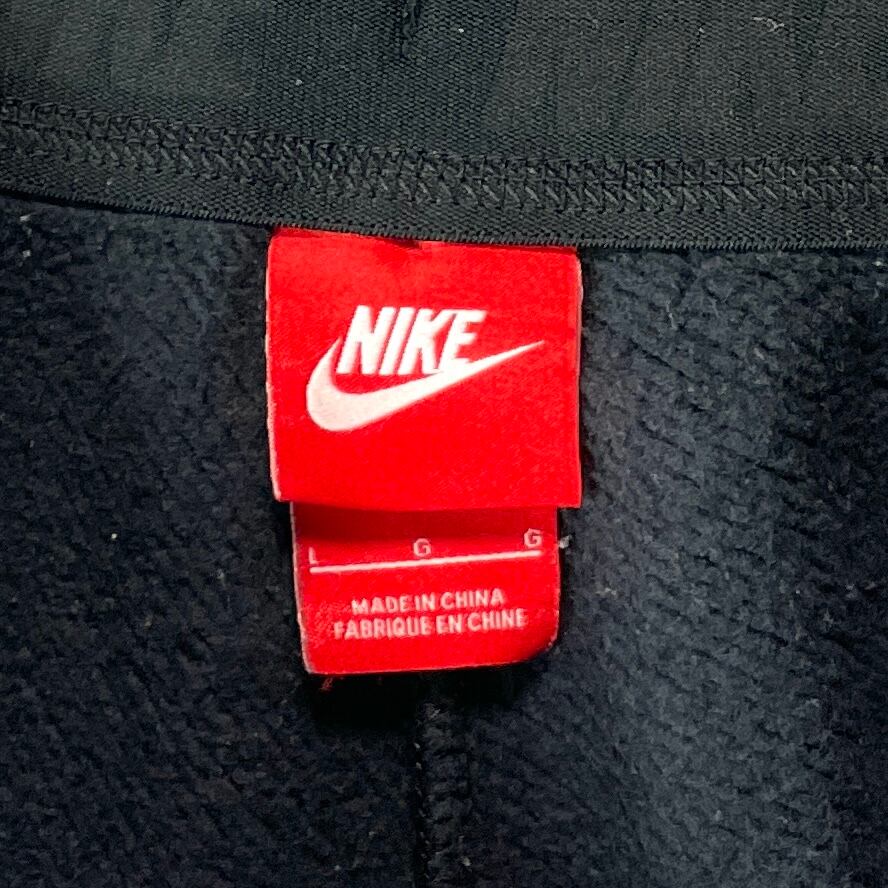 NIKE
L G G
MADE IN CHINA
FABRIQUE EN CHINE